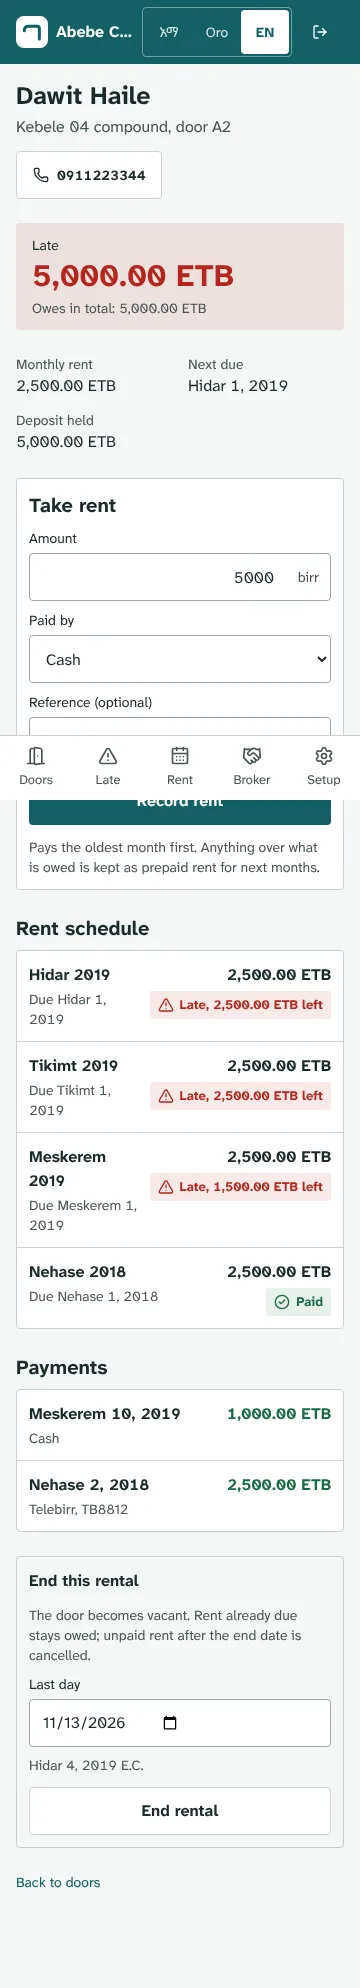 Abebe C...
አማ
Oro
EN
Dawit Haile
Kebele 04 compound, door A2
0911223344
Late
5,000.00 ETB
Owes in total: 5,000.00 ETB
Monthly rent
2,500.00 ETB
Next due
Hidar 1, 2019
Deposit held
5,000.00 ETB
Take rent
Amount
5000 birr
Paid by
Cash
Reference (optional)
Doors
Late
Rent
Broker
Setup
Record rent
Pays the oldest month first. Anything over what
is owed is kept as prepaid rent for next months.
Rent schedule
Hidar 2019
2,500.00 ETB
Due Hidar 1,
2019
Late, 2,500.00 ETB left
Tikimt 2019
2,500.00 ETB
Due Tikimt 1,
2019
Late, 2,500.00 ETB left
Meskerem
2019
2,500.00 ETB
Due Meskerem 1,
2019
Late, 1,500.00 ETB left
Nehase 2018
2,500.00 ETB
Due Nehase 1, 2018
Paid
Payments
Meskerem 10, 2019
1,000.00 ETB
Cash
Nehase 2, 2018
2,500.00 ETB
Telebirr, TB8812
End this rental
The door becomes vacant. Rent already due
stays owed; unpaid rent after the end date is
cancelled.
Last day
11/13/2026
Hidar 4, 2019 E.C.
End rental
Back to doors